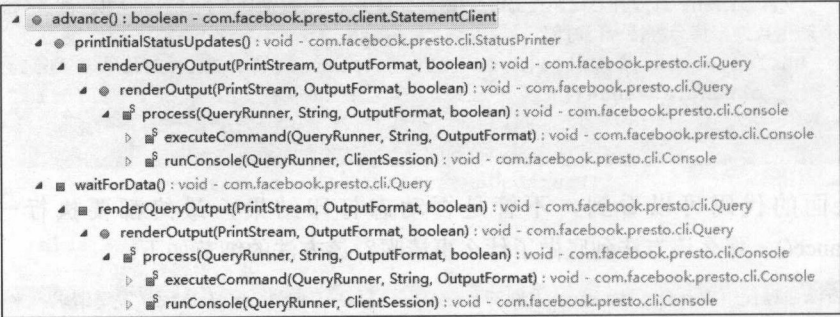 advance() : boolean - com.facebook.presto.client.StatementClient
printInitialStatusUpdates() : void - com.facebook.presto.cli.StatusPrinter
renderQueryOutput(PrintStream, OutputFormat, boolean) : void - com.facebook.presto.cli.Query
renderOutput(PrintStream, OutputFormat, boolean) : void - com.facebook.presto.cli.Query
process(QueryRunner, String, OutputFormat, boolean) : void - com.facebook.presto.cli.Console
executeCommand(QueryRunner, String, OutputFormat) : void - com.facebook.presto.cli.Console
runConsole(QueryRunner, ClientSession) : void - com.facebook.presto.cli.Console
waitForData() : void - com.facebook.presto.cli.Query
renderQueryOutput(PrintStream, OutputFormat, boolean) : void - com.facebook.presto.cli.Query
renderOutput(PrintStream, OutputFormat, boolean) : void - com.facebook.presto.cli.Query
process(QueryRunner, String, OutputFormat, boolean) : void - com.facebook.presto.cli.Console
executeCommand(QueryRunner, String, OutputFormat) : void - com.facebook.presto.cli.Console
runConsole(QueryRunner, ClientSession) : void - com.facebook.presto.cli.Console